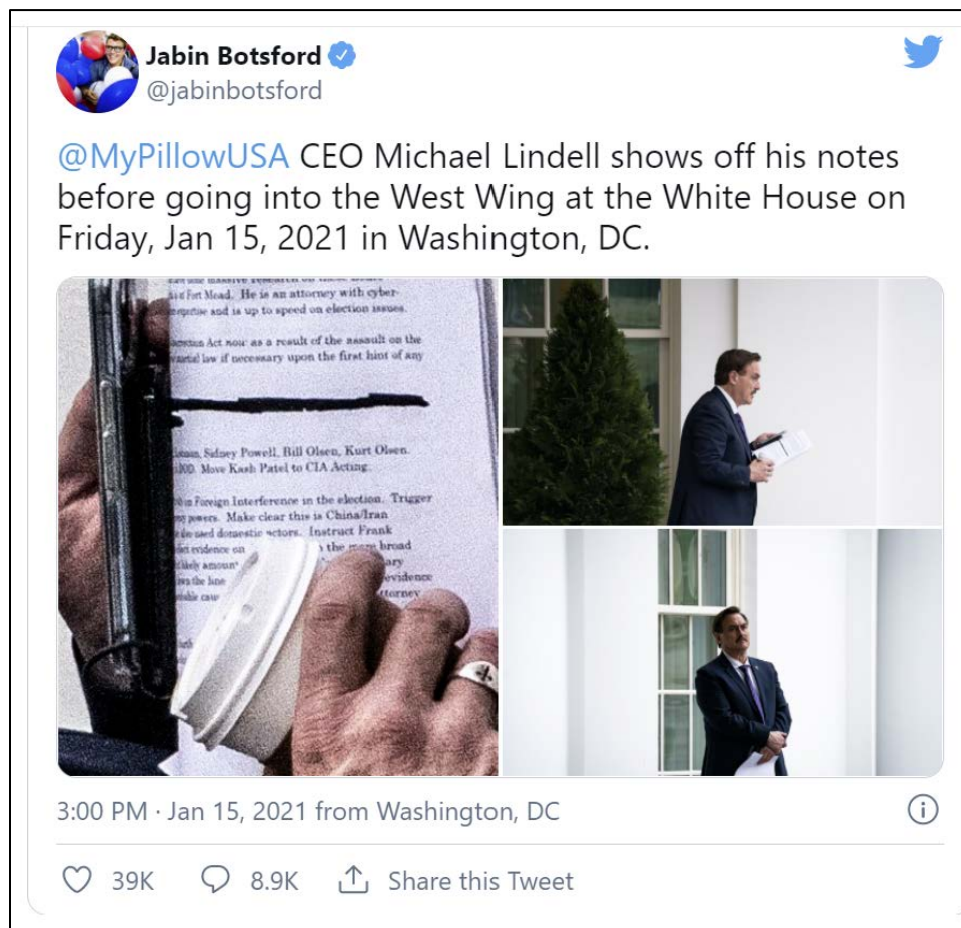 Jabin Botsford
@jabinbotsford
@MyPillowUSA CEO Michael Lindell shows off his notes
before going into the West Wing at the White House on
Friday, Jan 15, 2021 in Washington, DC.
Fort Mead. He is an attorney with cyber-
and is up to speed on election issues.
Act now as a result of the assault on the
law if necessary upon the first hint of any
Sidney Powell, Bill Olsen, Kurt Olsen.
Move Kash Patel to CIA Acting.
Foreign Interference in the election. Trigger
powers. Make clear this is China/Iran
used domestic actors. Instruct Frank
evidence on the more broad
likely
the line evidence
3:00 PM · Jan 15, 2021 from Washington, DC
39K 8.9K Share this Tweet